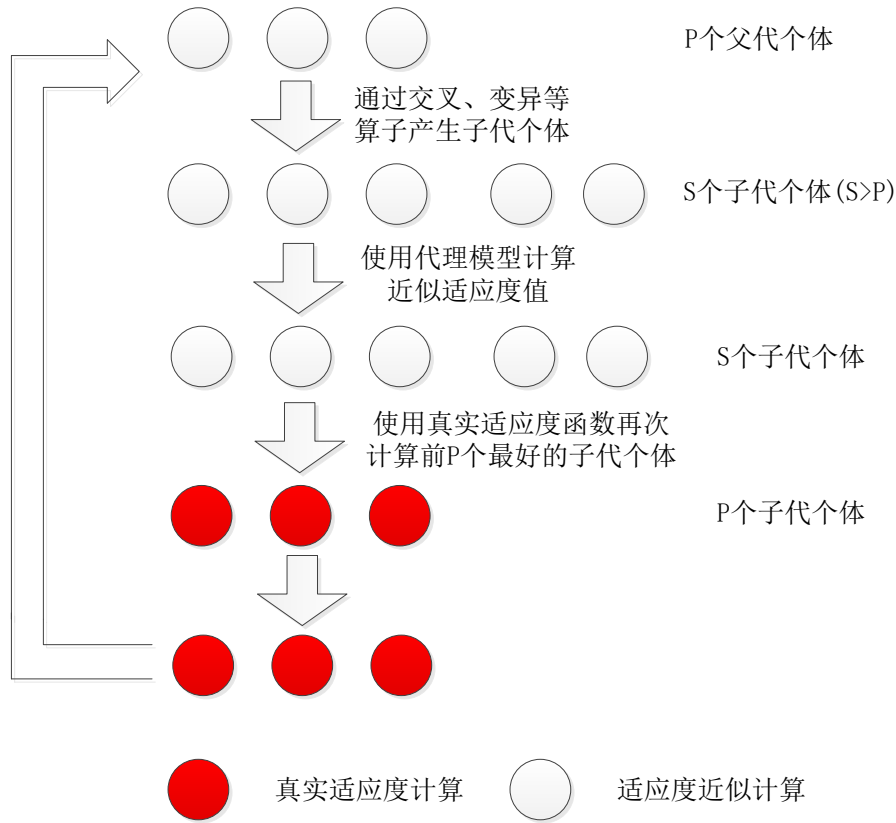 P个父代个体
通过交叉、变异等
算子产生子代个体
S个子代个体(S>P)
使用代理模型计算
近似适应度值
S个子代个体
使用真实适应度函数再次
计算前P个最好的子代个体
P个子代个体
真实适应度计算
适应度近似计算